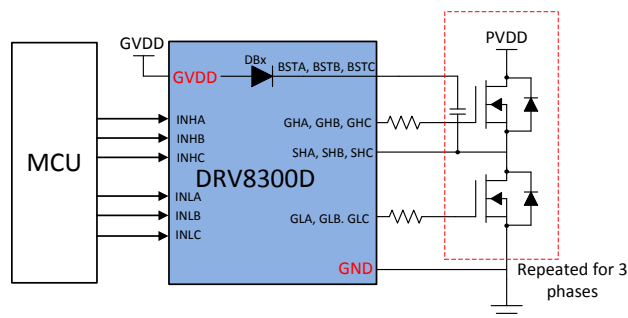 GVDD
PVDD
DBx
BSTA, BSTB, BSTC
GVDD
INHA
GHA, GHB, GHC
INHB
INHC
SHA, SHB, SHC
MCU
DRV8300D
INLA
INLB
GLA, GLB. GLC
INLC
GND
Repeated for 3
phases